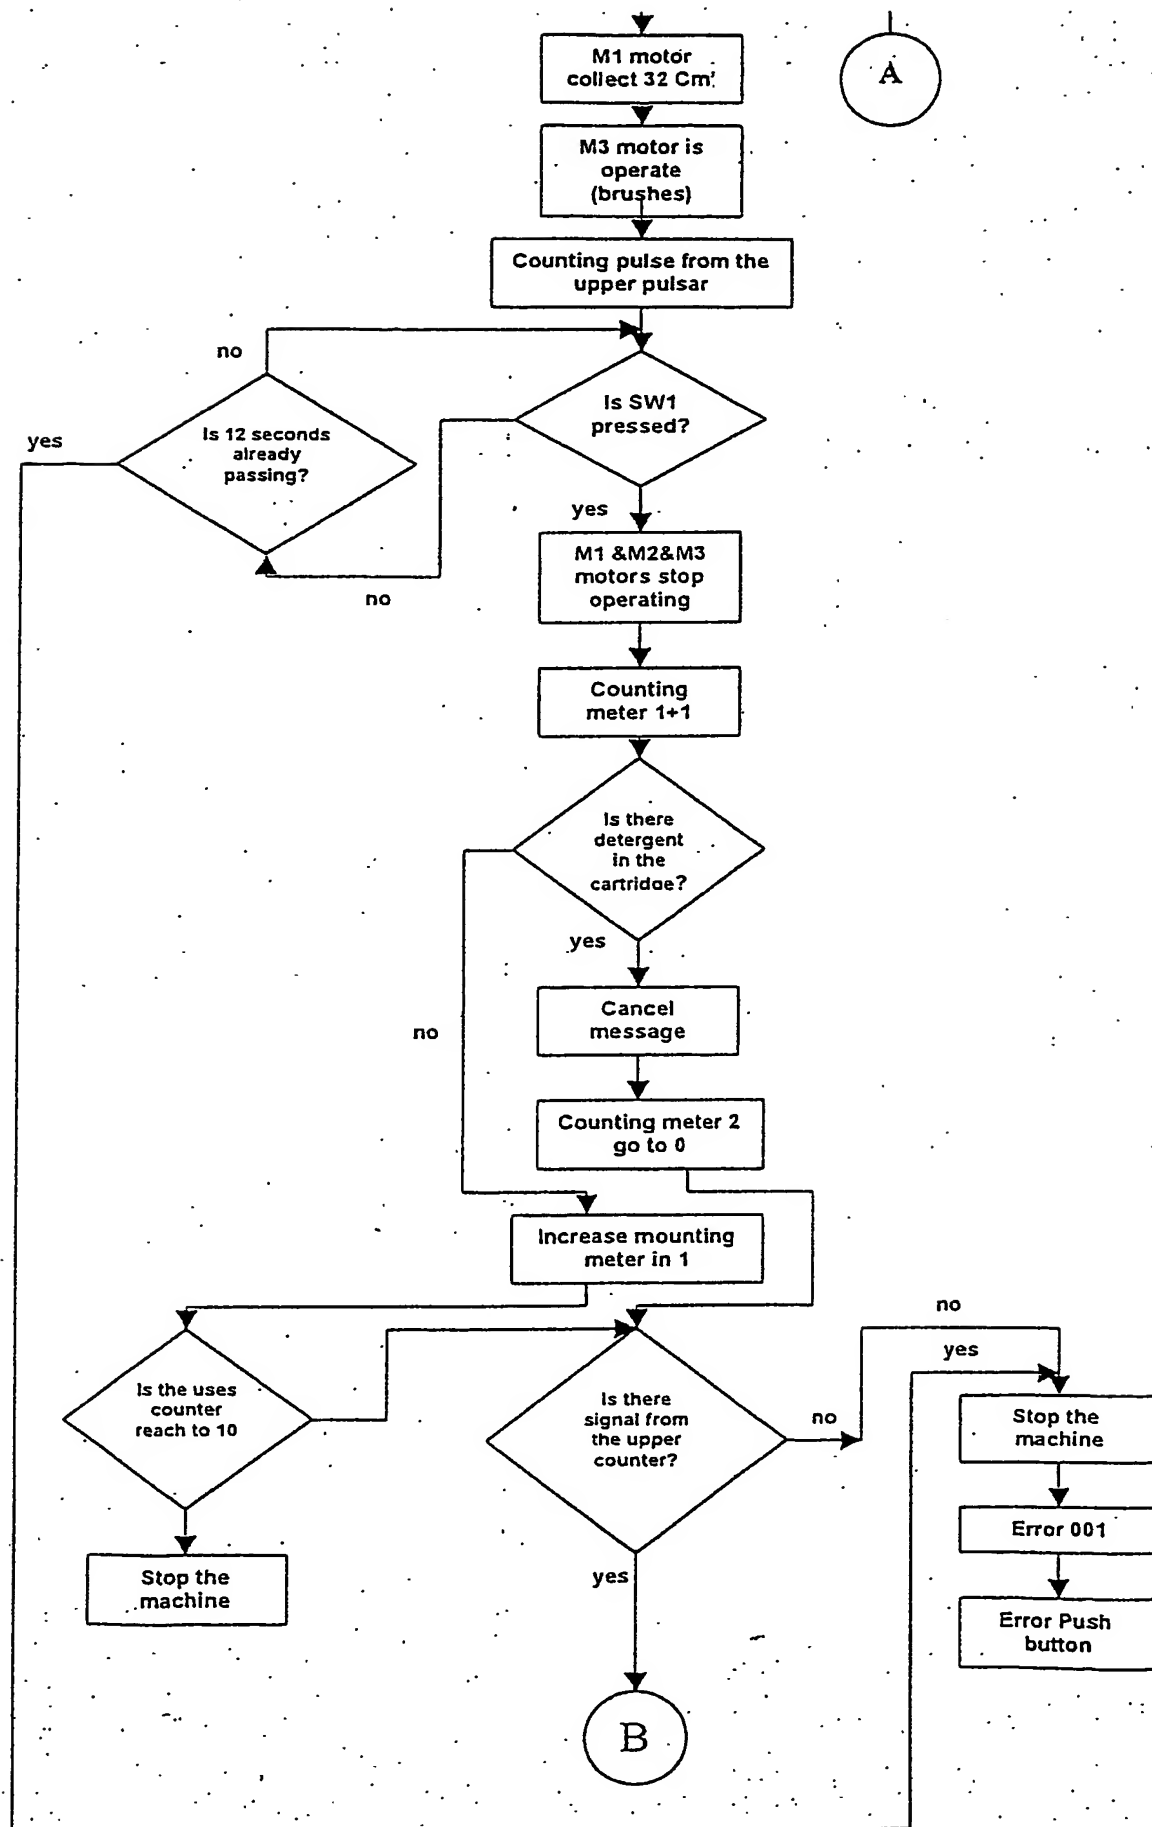 M1 motor
collect 32 Cm'
A
M3 motor is
operate
(brushes)
Counting pulse from the
upper pulsar
no
Is SW1
pressed?
yes
Is 12 seconds
already
passing?
yes
no
M1 &M2&M3
motors stop
operating
Counting
meter 1+1
Is there
detergent
in the
cartridge?
yes
no
Cancel
message
Counting meter 2
go to 0
Increase mounting
meter in 1
no
yes
Is the uses
counter
reach to 10
Is there
signal from
the upper
counter?
no
Stop the
machine
Error 001
Stop the
machine
yes
Error Push
button
B